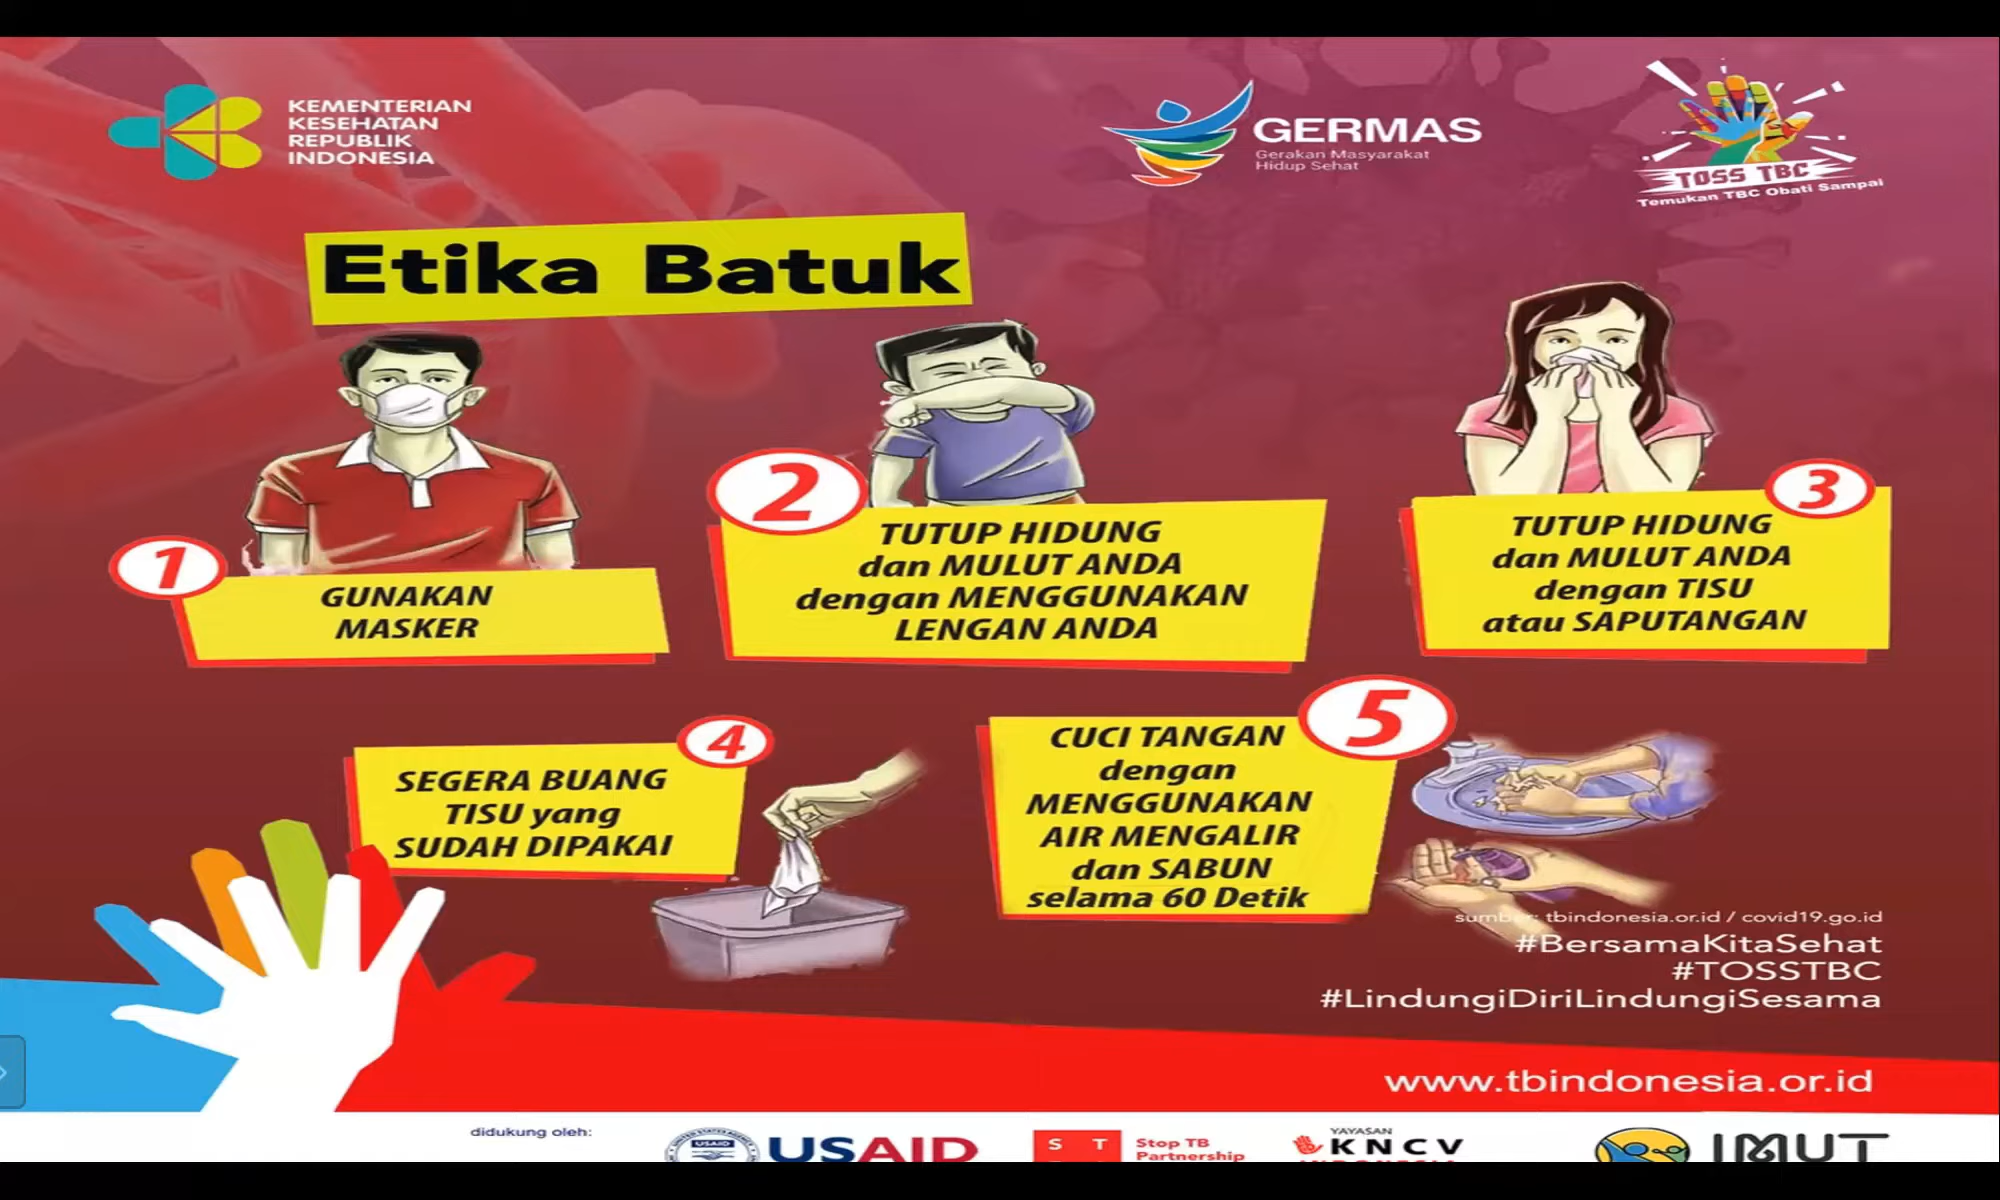 KEMENTERIAN
KESEHATAN
REPUBLIK
INDONESIA
GERMAS
Gerakan Masyarakat
Hidup Sehat
TOSS TBC
Temukan TBC Obati Sampai
Etika Batuk
1
GUNAKAN
MASKER
2
TUTUP HIDUNG
dan MULUT ANDA
dengan MENGGUNAKAN
LENGAN ANDA
3
TUTUP HIDUNG
dan MULUT ANDA
dengan TISU
atau SAPUTANGAN
4
SEGERA BUANG
TISU yang
SUDAH DIPAKAI
5
CUCI TANGAN
dengan
MENGGUNAKAN
AIR MENGALIR
dan SABUN
selama 60 Detik
sumber: tbindonesia.or.id / covid19.go.id
#BersamaKitaSehat
#TOSSTBC
#LindungiDiriLindungiSesama
www.tbindonesia.or.id
didukung oleh:
USAID
USAID
S T
Stop TB
Partnership
YAYASAN
KNCV
IMUT